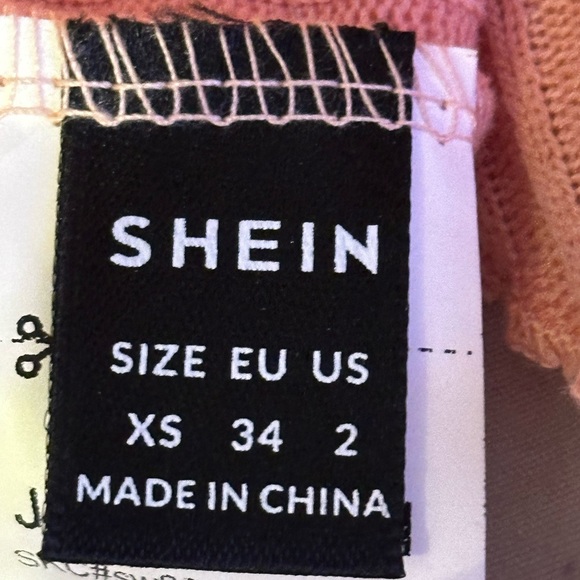 SHEIN
SIZE EU US
XS 34 2
MADE IN CHINA
J